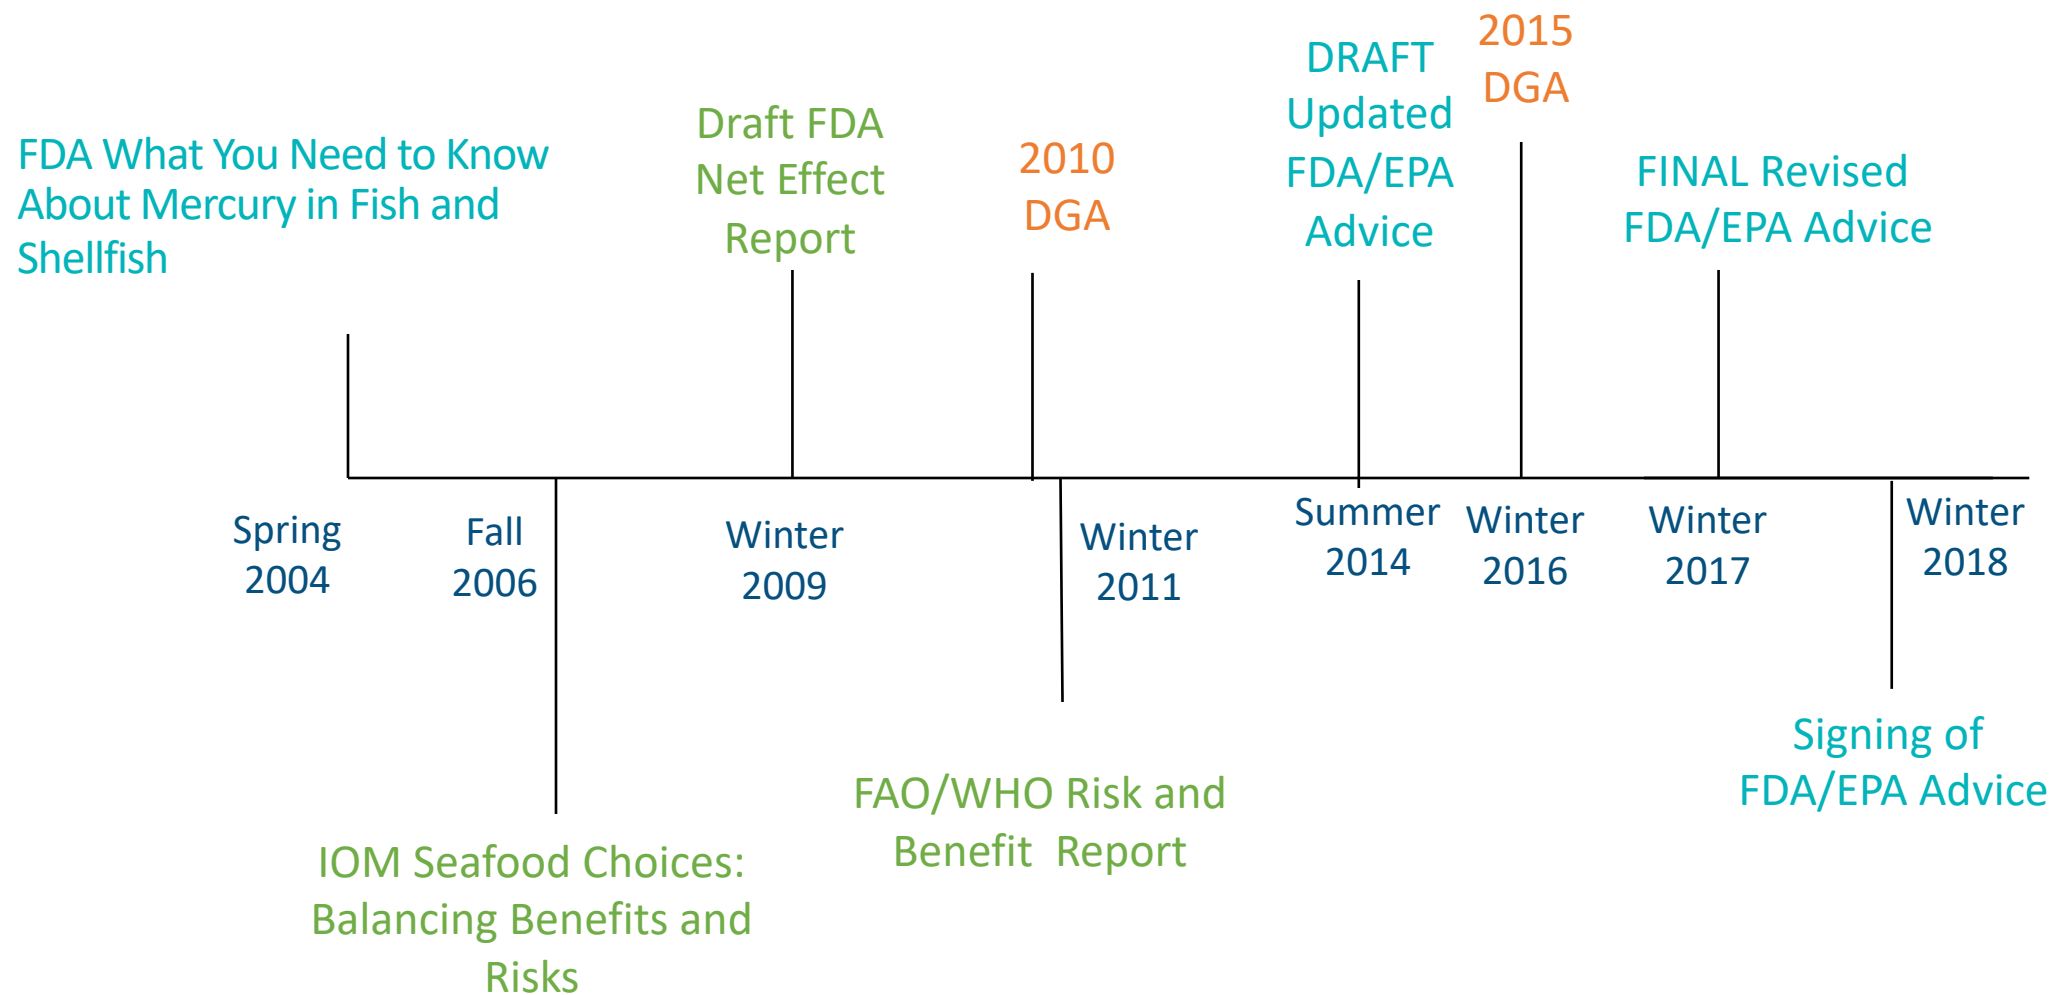 FDA What You Need to Know
About Mercury in Fish and
Shellfish
Draft FDA
Net Effect
Report
2010
DGA
DRAFT
Updated
FDA/EPA
Advice
2015
DGA
FINAL Revised
FDA/EPA Advice
Spring
2004
Fall
2006
Winter
2009
Winter
2011
Summer
2014
Winter
2016
Winter
2017
Winter
2018
IOM Seafood Choices:
Balancing Benefits and
Risks
FAO/WHO Risk and
Benefit  Report
Signing of
FDA/EPA Advice